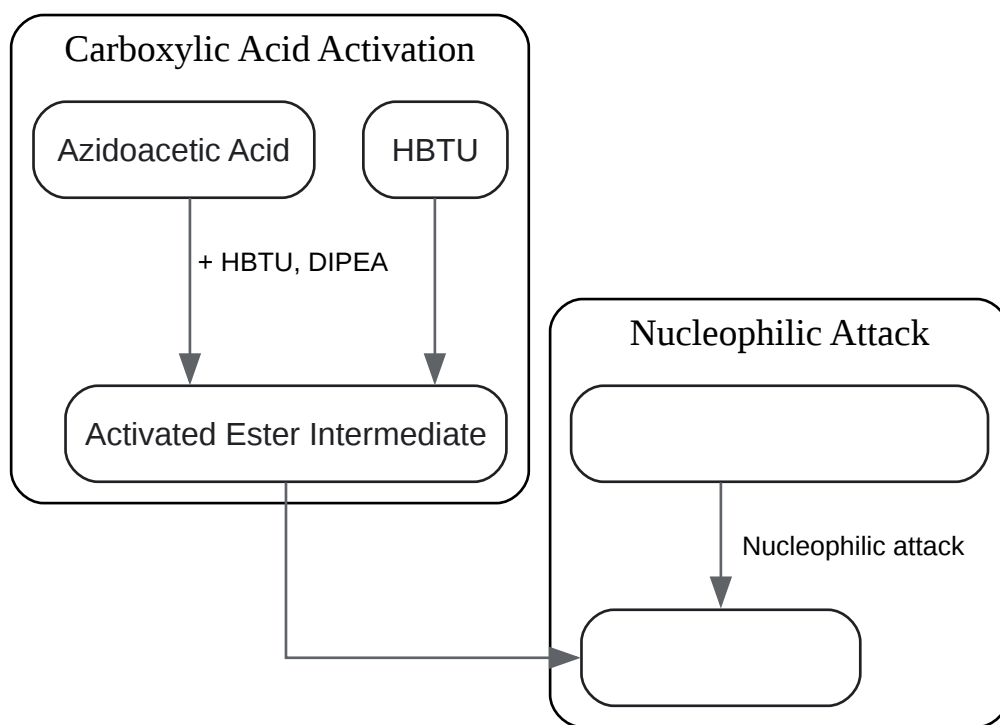 Carboxylic Acid Activation
Azidoacetic Acid
HBTU
+ HBTU, DIPEA
Activated Ester Intermediate
Nucleophilic Attack
Nucleophilic attack